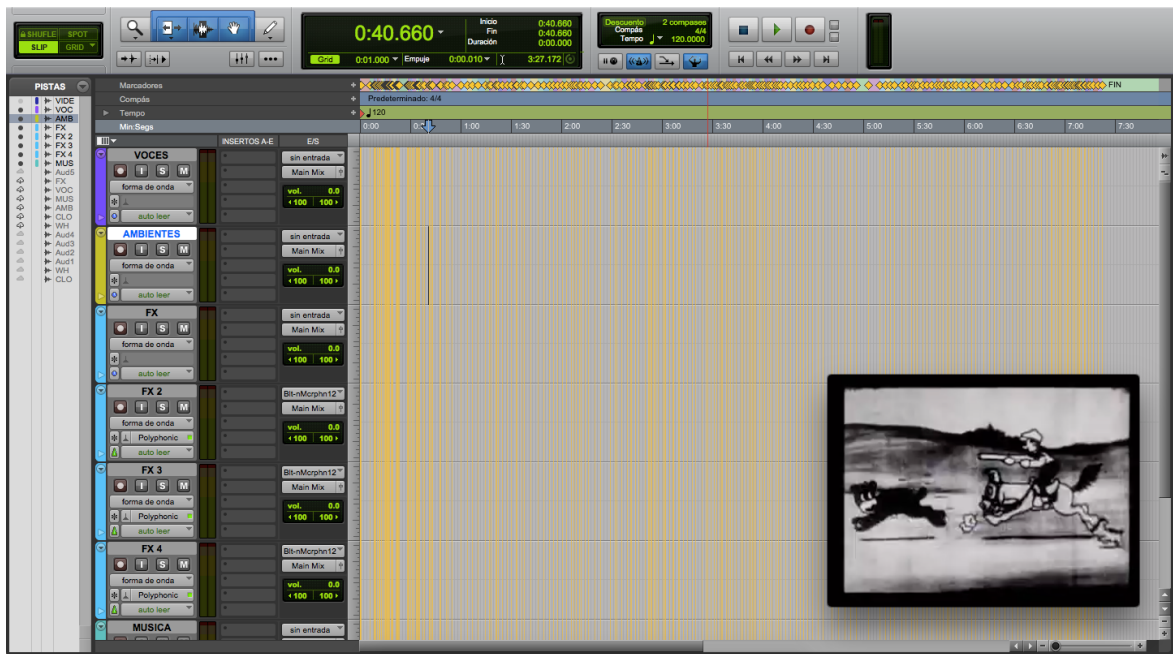 SHUFFLE SPOT
SLIP GRID
0:40.660
Inicio 0:40.660
Fin 0:40.660
Duración 0:00.000
Grid 0:01.000 Empuje 0:00.010 3:27.172
Descuento 2 compases
Compás 4/4
Tempo 120.0000
PISTAS
VIDE
VOC
AMB
FX
FX 2
FX 3
FX 4
MUS
Aud5
FX
VOC
MUS
AMB
CLO
WH
Aud4
Aud3
Aud2
Aud1
WH
CLO
Marcadores FIN
Compás Predeterminado: 4/4
Tempo 120
Min:Segs 0:00 1:00 1:30 2:00 2:30 3:00 3:30 4:00 4:30 5:00 5:30 6:00 6:30 7:00 7:30
INSERTOS A-E E/S
VOCES sin entrada
I S M Main Mix
forma de onda vol. 0.0
100 100
auto leer
AMBIENTES sin entrada
I S M Main Mix
forma de onda vol. 0.0
100 100
auto leer
FX sin entrada
I S M Main Mix
forma de onda vol. 0.0
100 100
auto leer
FX 2 Blt-nMcrphn12
I S M Main Mix
forma de onda vol. 0.0
Polyphonic 100 100
auto leer
FX 3 Blt-nMcrphn12
I S M Main Mix
forma de onda vol. 0.0
Polyphonic 100 100
auto leer
FX 4 Blt-nMcrphn12
I S M Main Mix
forma de onda vol. 0.0
Polyphonic 100 100
auto leer
MUSICA sin entrada